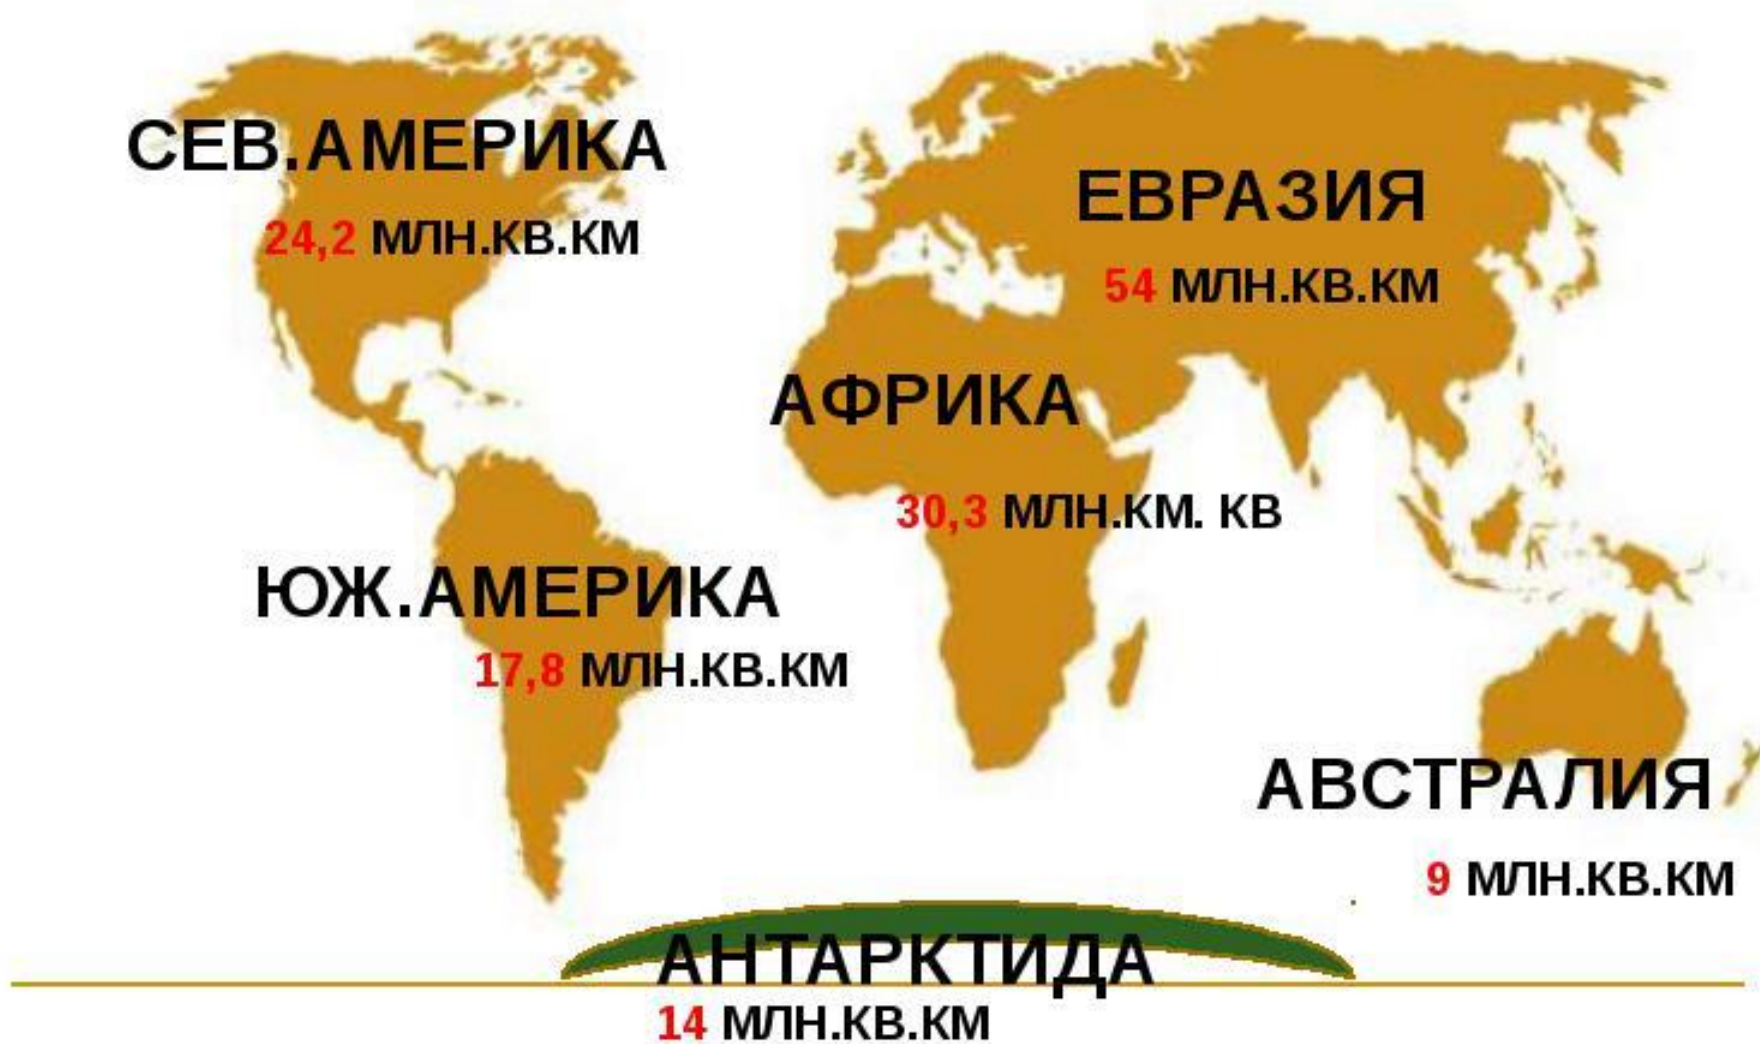 СЕВ.АМЕРИКА
24,2 МЛН.КВ.КМ
ЕВРАЗИЯ
54 МЛН.КВ.КМ
АФРИКА
30,3 МЛН.КМ. КВ
ЮЖ.АМЕРИКА
17,8 МЛН.КВ.КМ
АВСТРАЛИЯ
9 МЛН.КВ.КМ
АНТАРКТИДА
14 МЛН.КВ.КМ